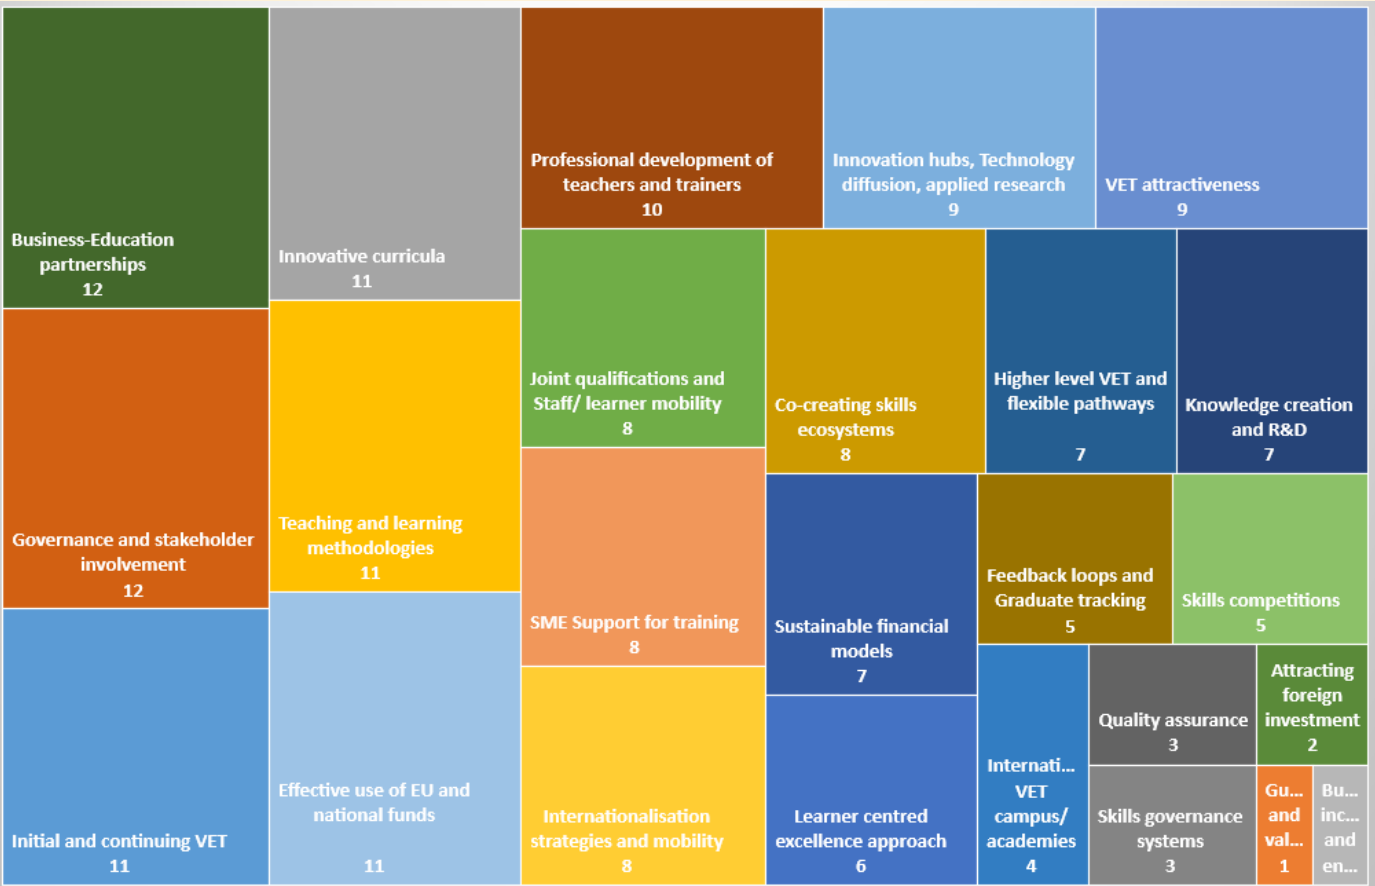 Business-Education
partnerships
12
Governance and stakeholder
involvement
12
Initial and continuing VET
11
Innovative curricula
11
Teaching and learning
methodologies
11
Effective use of EU and
national funds
11
Professional development of
teachers and trainers
10
Innovation hubs, Technology
diffusion, applied research
9
VET attractiveness
9
Joint qualifications and
Staff/ learner mobility
8
SME Support for training
8
Internationalisation
strategies and mobility
8
Co-creating skills
ecosystems
8
Higher level VET and
flexible pathways
7
Knowledge creation
and R&D
7
Sustainable financial
models
7
Learner centred
excellence approach
6
Feedback loops and
Graduate tracking
5
Skills competitions
5
Internati...
VET
campus/
academies
4
Quality assurance
3
Skills governance
systems
3
Attracting
foreign
investment
2
Gu...
and
val...
1
Bu...
inc...
and
en...